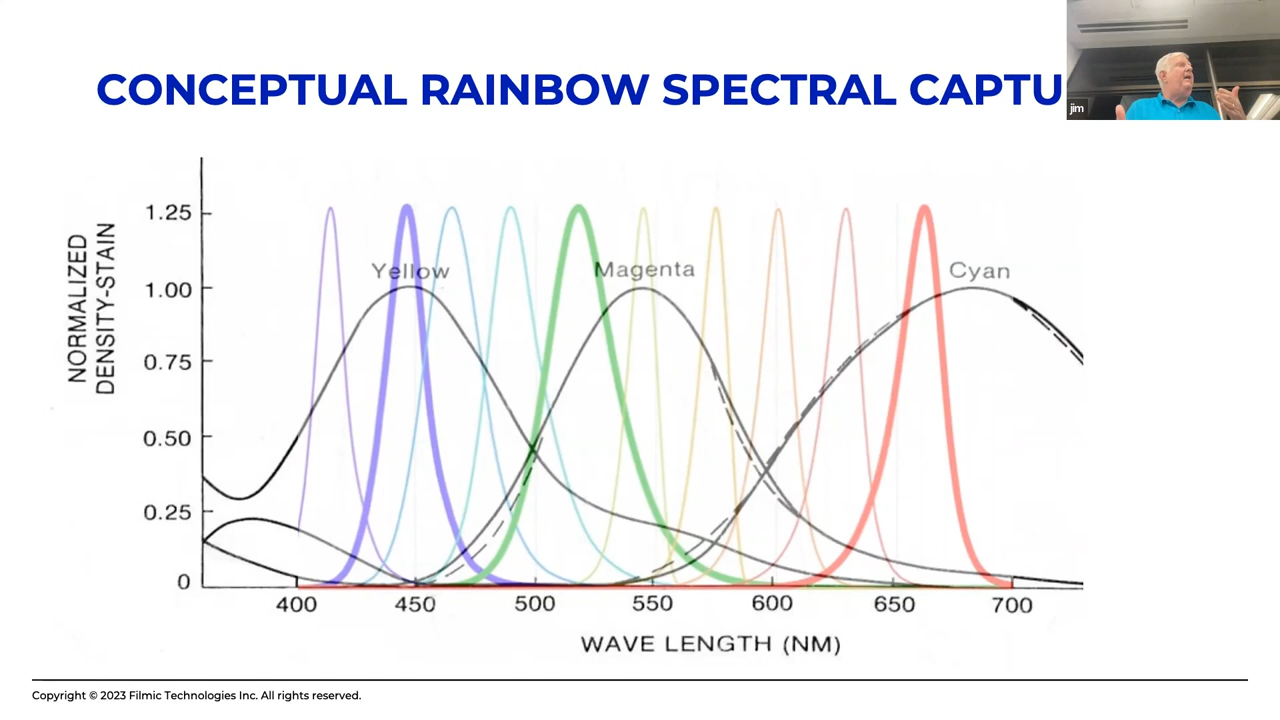 CONCEPTUAL RAINBOW SPECTRAL CAPTU
jim
NORMALIZED
DENSITY-STAIN
1.25
1.00
0.75
0.50
0.25
0
Yellow
Magenta
Cyan
400 450 500 550 600 650 700
WAVE LENGTH (NM)
Copyright © 2023 Filmic Technologies Inc. All rights reserved.